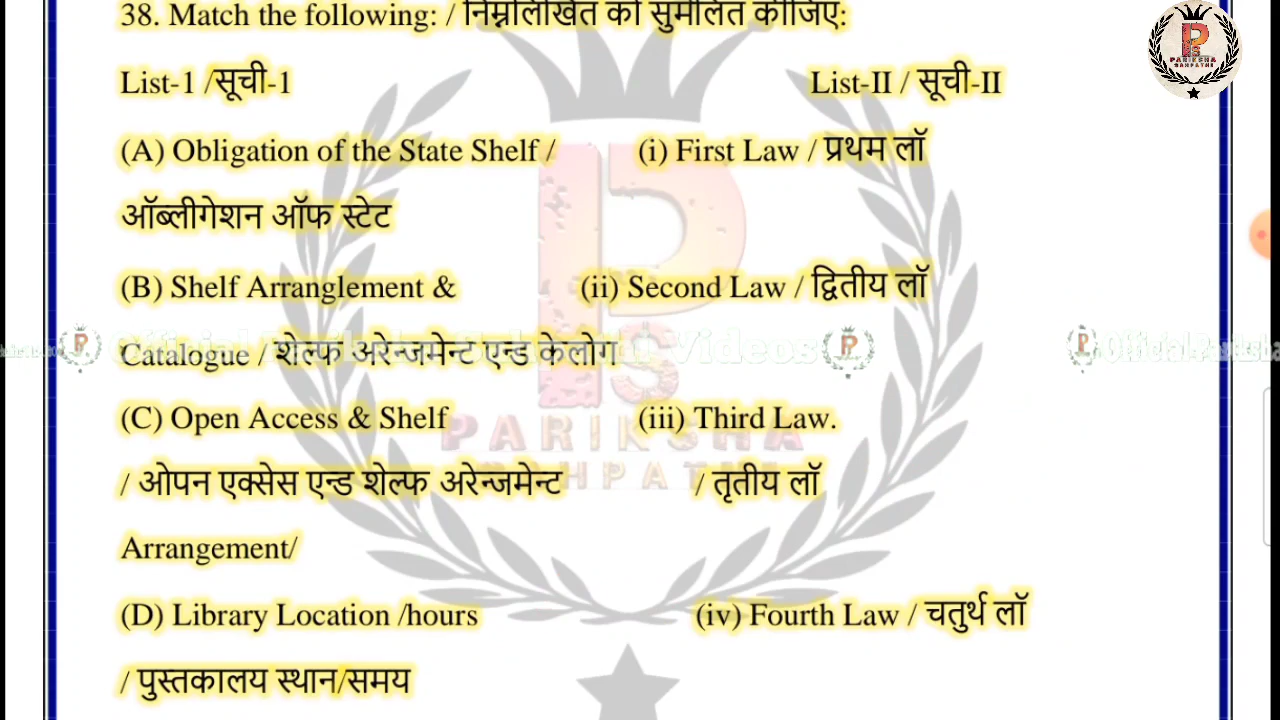 38. Match the following: / निम्नलिखित को सुमेलित कीजिए:
List-1 /सूची-1 List-II / सूची-II
(A) Obligation of the State Shelf / (i) First Law / प्रथम लॉ
ऑब्लीगेशन ऑफ स्टेट
(B) Shelf Arranglement & (ii) Second Law / द्वितीय लॉ
Catalogue / शेल्फ अरेन्जमेन्ट एन्ड केलोग
(C) Open Access & Shelf (iii) Third Law.
/ ओपन एक्सेस एन्ड शेल्फ अरेन्जमेन्ट / तृतीय लॉ
Arrangement/
(D) Library Location /hours (iv) Fourth Law / चतुर्थ लॉ
/ पुस्तकालय स्थान/समय
PARIKSHA